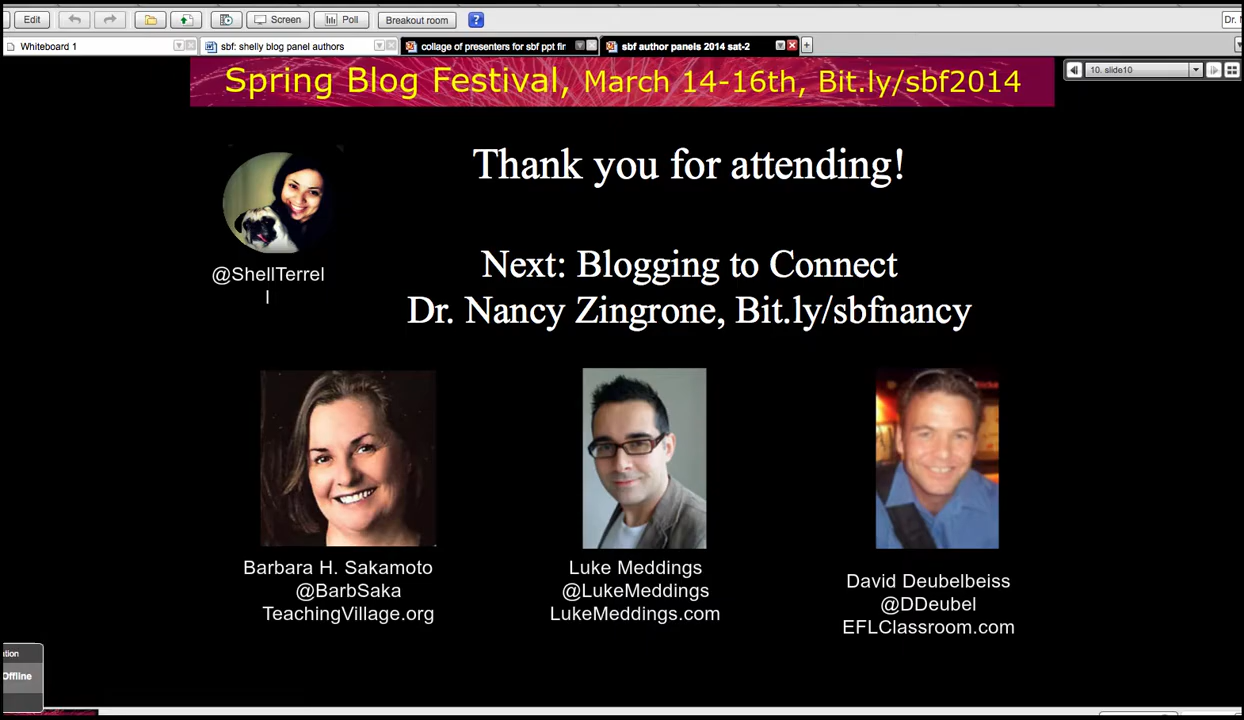 Edit
Screen
Poll
Breakout room
?
Whiteboard 1
sbf: shelly blog panel authors
collage of presenters for sbf ppt fir
sbf author panels 2014 sat-2
Spring Blog Festival, March 14-16th, Bit.ly/sbf2014
10. slide10
Thank you for attending!
@ShellTerrel
l
Next: Blogging to Connect
Dr. Nancy Zingrone, Bit.ly/sbfnancy
Barbara H. Sakamoto
@BarbSaka
TeachingVillage.org
Luke Meddings
@LukeMeddings
LukeMeddings.com
David Deubelbeiss
@DDeubel
EFLClassroom.com
Offline